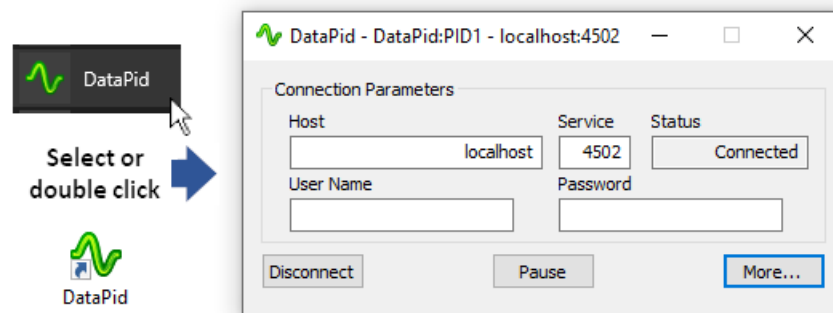 DataPid
Select or
double click
DataPid
DataPid - DataPid:PID1 - localhost:4502
Connection Parameters
Host Service Status
localhost 4502 Connected
User Name Password
Disconnect Pause More...